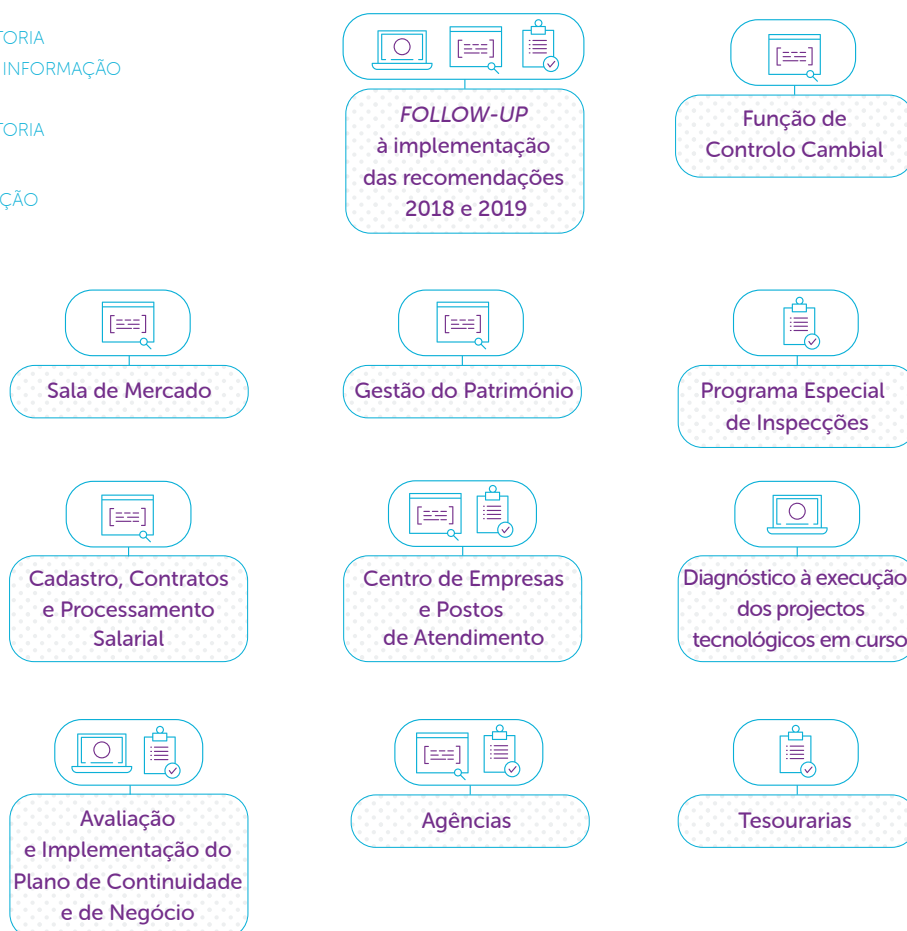 TORIA
INFORMAÇÃO
TORIA
ÇÃO
FOLLOW-UP
à implementação
das recomendações
2018 e 2019
Função de
Controlo Cambial
Sala de Mercado
Gestão do Património
Programa Especial
de Inspecções
Cadastro, Contratos
e Processamento
Salarial
Centro de Empresas
e Postos
de Atendimento
Diagnóstico à execução
dos projectos
tecnológicos em curso
Avaliação
e Implementação do
Plano de Continuidade
e de Negócio
Agências
Tesourarias